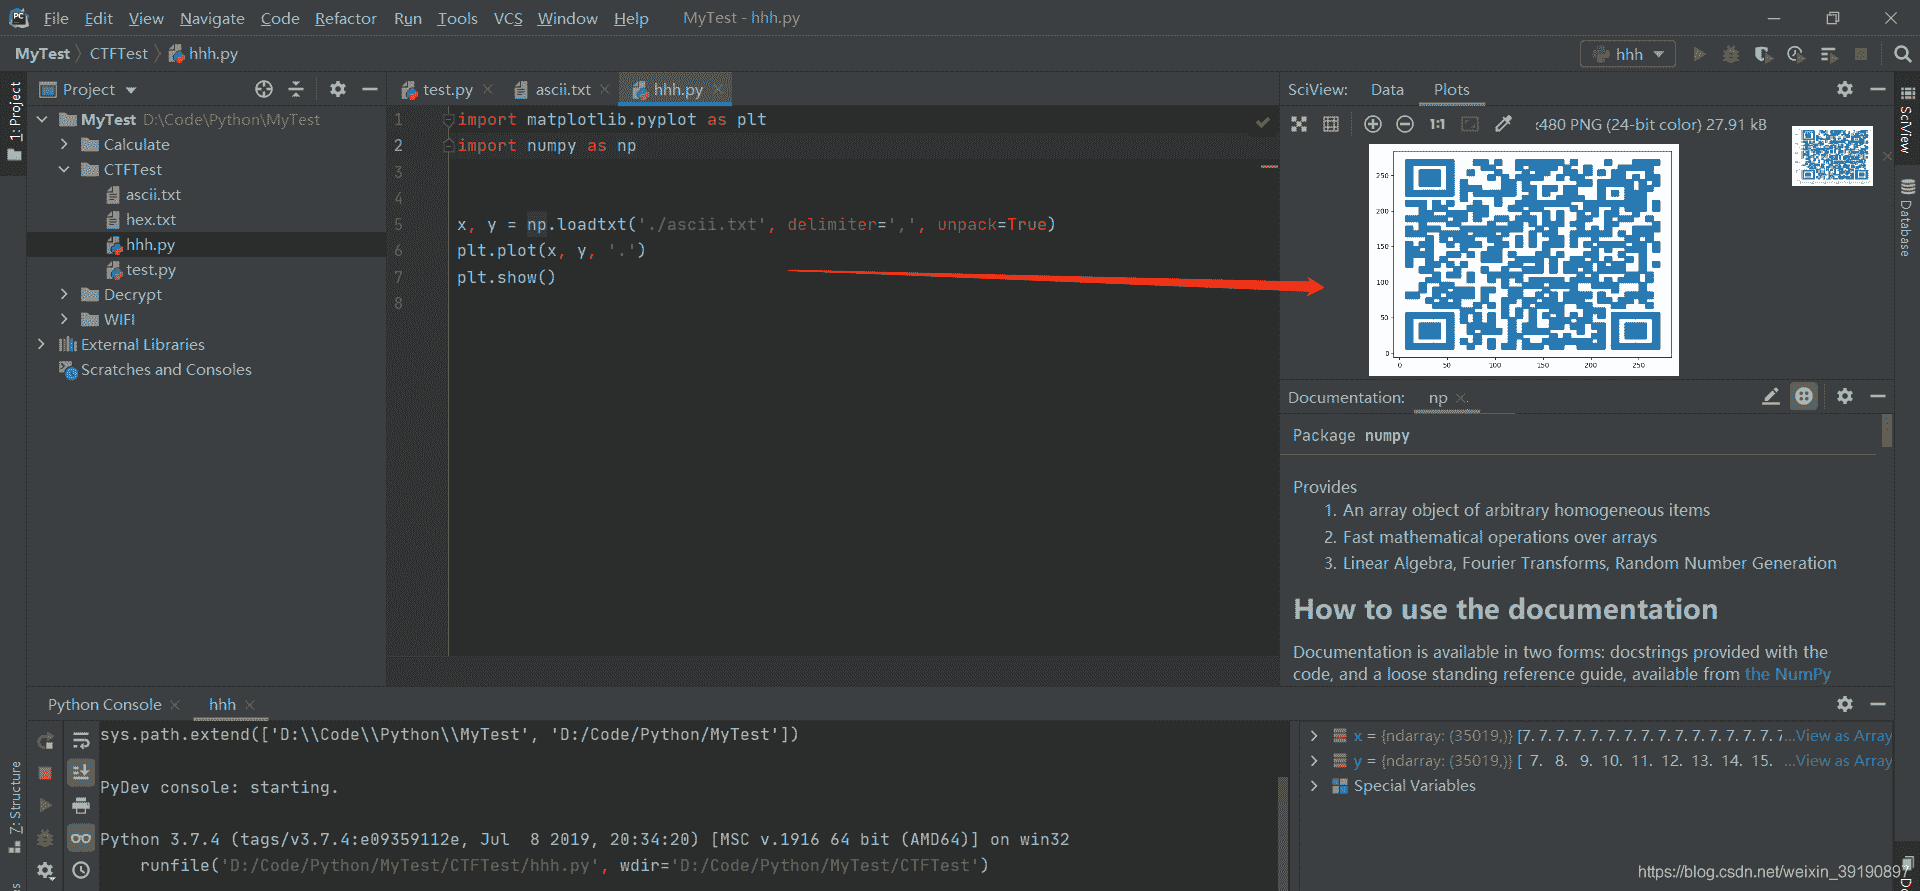 File Edit View Navigate Code Refactor Run Tools VCS Window Help MyTest - hhh.py
MyTest CTFTest hhh.py
hhh
1: Project
Project
MyTest D:\Code\Python\MyTest
Calculate
CTFTest
ascii.txt
hex.txt
hhh.py
test.py
Decrypt
WIFI
External Libraries
Scratches and Consoles
test.py ascii.txt hhh.py
1 import matplotlib.pyplot as plt
2 import numpy as np
3
4
5 x, y = np.loadtxt('./ascii.txt', delimiter=',', unpack=True)
6 plt.plot(x, y, '.')
7 plt.show()
8
SciView: Data Plots
1:1 480 PNG (24-bit color) 27.91 kB
250
200
150
100
50
0
0 50 100 150 200 250
SciView
Database
Documentation: np
Package numpy
Provides
1. An array object of arbitrary homogeneous items
2. Fast mathematical operations over arrays
3. Linear Algebra, Fourier Transforms, Random Number Generation
How to use the documentation
Documentation is available in two forms: docstrings provided with the
code, and a loose standing reference guide, available from the NumPy
Python Console hhh
Z: Structure
sys.path.extend(['D:\\Code\\Python\\MyTest', 'D:/Code/Python/MyTest'])
PyDev console: starting.
Python 3.7.4 (tags/v3.7.4:e09359112e, Jul 8 2019, 20:34:20) [MSC v.1916 64 bit (AMD64)] on win32
runfile('D:/Code/Python/MyTest/CTFTest/hhh.py', wdir='D:/Code/Python/MyTest/CTFTest')
x = {ndarray: (35019,)} [7. 7. 7. 7. 7. 7. 7. 7. 7. 7. 7. 7. 7. 7. 7. 7 ...View as Array
y = {ndarray: (35019,)} [ 7. 8. 9. 10. 11. 12. 13. 14. 15. ...View as Array
Special Variables
https://blog.csdn.net/weixin_39190897